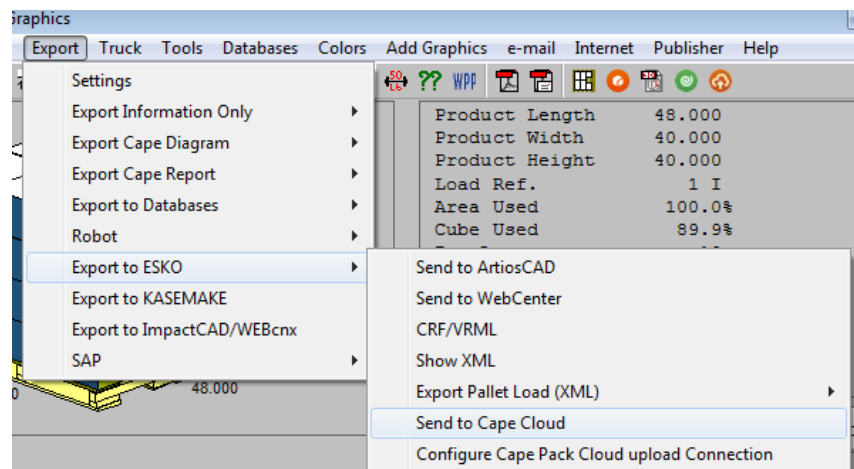 Graphics
Export Truck Tools Databases Colors Add Graphics e-mail Internet Publisher Help
Settings
50
Lb
??
WPP
3D
Export Information Only
Export Cape Diagram
Export Cape Report
Export to Databases
Robot
Export to ESKO
Export to KASEMAKE
Export to ImpactCAD/WEBcnx
SAP
Product Length 48.000
Product Width 40.000
Product Height 40.000
Load Ref. 1 I
Area Used 100.0%
Cube Used 89.9%
Send to ArtiosCAD
Send to WebCenter
CRF/VRML
Show XML
Export Pallet Load (XML)
Send to Cape Cloud
Configure Cape Pack Cloud upload Connection
48.000